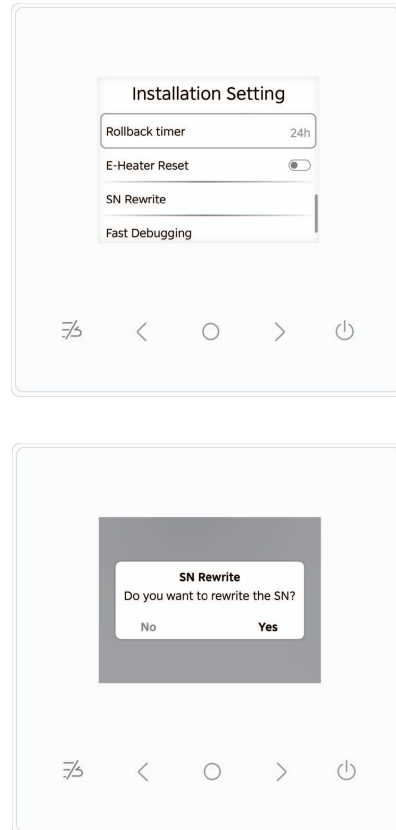 Installation Setting
Rollback timer 24h
E-Heater Reset
SN Rewrite
Fast Debugging
SN Rewrite
Do you want to rewrite the SN?
No Yes